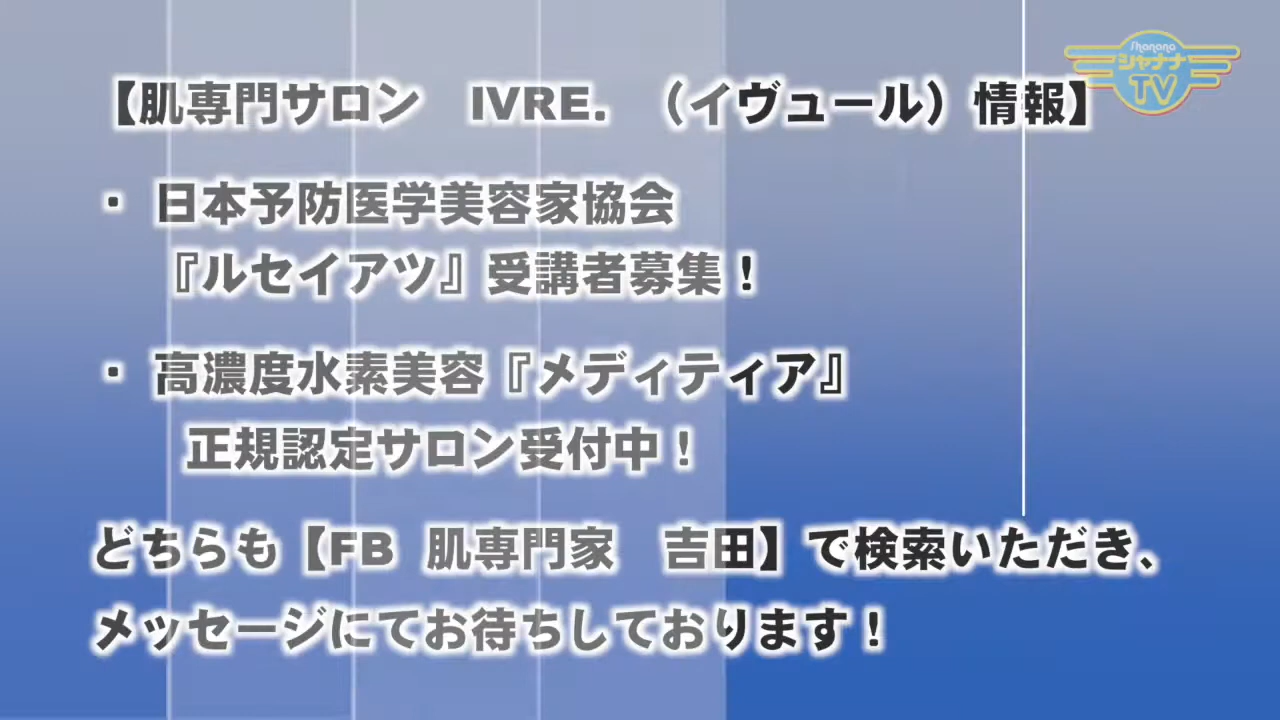 Shanana
シャナナ
TV
【肌専門サロン　IVRE.　（イヴュール）情報】
・ 日本予防医学美容家協会
『ルセイアツ』受講者募集！
・ 高濃度水素美容『メディティア』
正規認定サロン受付中！
どちらも【FB 肌専門家　吉田】で検索いただき、
メッセージにてお待ちしております！